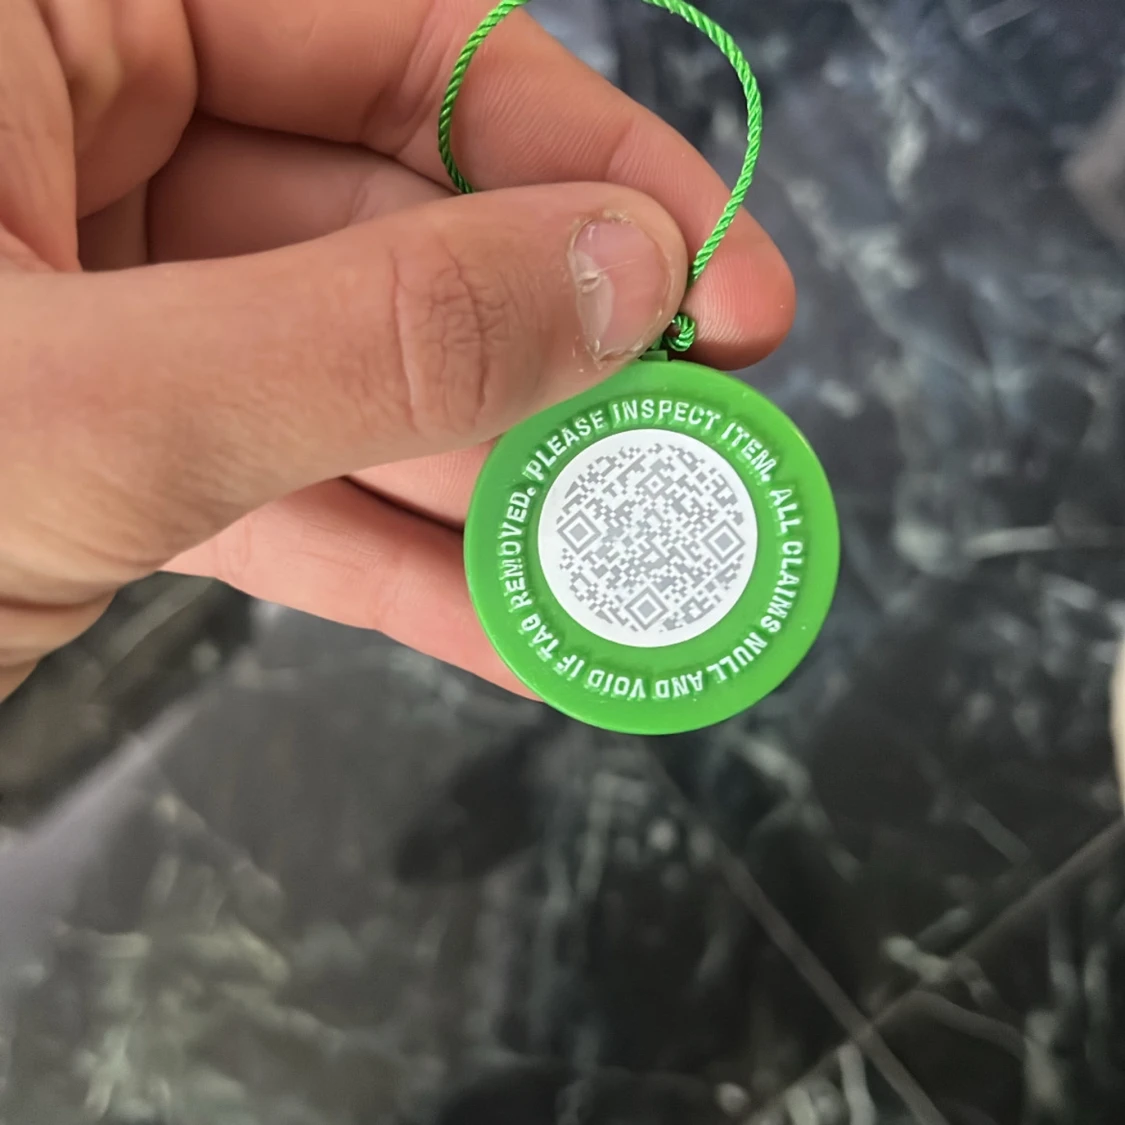 PLEASE INSPECT ITEM. ALL CLAIMS NULL AND VOID IF TAG REMOVED.